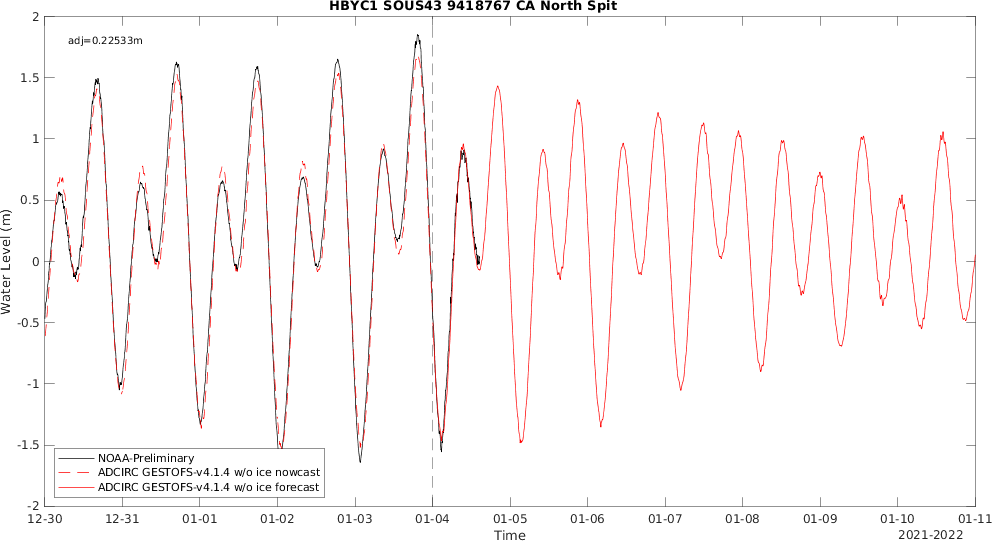 HBYC1 SOUS43 9418767 CA North Spit
adj=0.22533m
Water Level (m)
2
1.5
1
0.5
0
-0.5
-1
-1.5
-2
NOAA-Preliminary
ADCIRC GESTOFS-v4.1.4 w/o ice nowcast
ADCIRC GESTOFS-v4.1.4 w/o ice forecast
12-30 12-31 01-01 01-02 01-03 01-04 01-05 01-06 01-07 01-08 01-09 01-10 01-11
Time
2021-2022